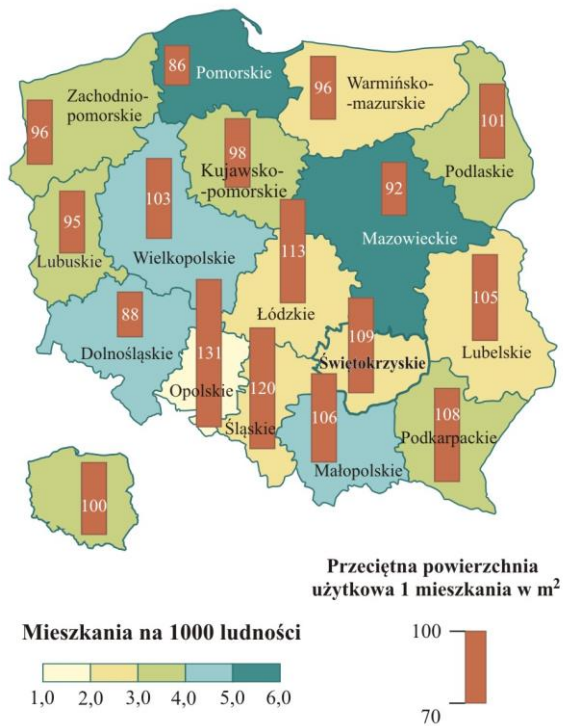 86
Pomorskie
Zachodnio-
pomorskie
96
96
Warmińsko-
-mazurskie
101
Podlaskie
98
Kujawsko-
-pomorskie
92
Mazowieckie
95
Lubuskie
103
Wielkopolskie
113
Łódzkie
105
Lubelskie
88
Dolnośląskie
131
Opolskie
120
Śląskie
109
Świętokrzyskie
106
Małopolskie
108
Podkarpackie
100
Przeciętna powierzchnia
użytkowa 1 mieszkania w m²
Mieszkania na 1000 ludności
1,0 2,0 3,0 4,0 5,0 6,0
100
70